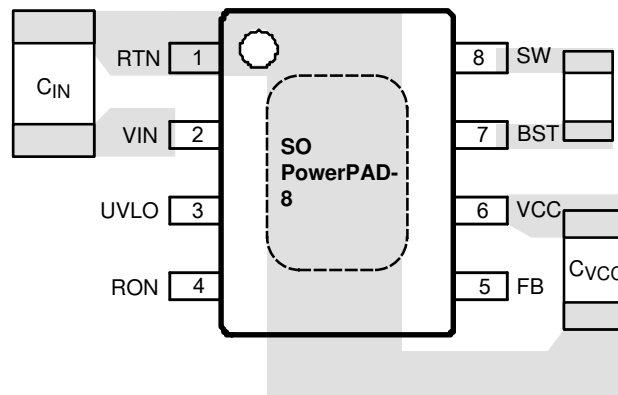 RTN 1
8 SW
C_IN
VIN 2
7 BST
SO
PowerPAD-
8
UVLO 3
6 VCC
C_VCC
RON 4
5 FB